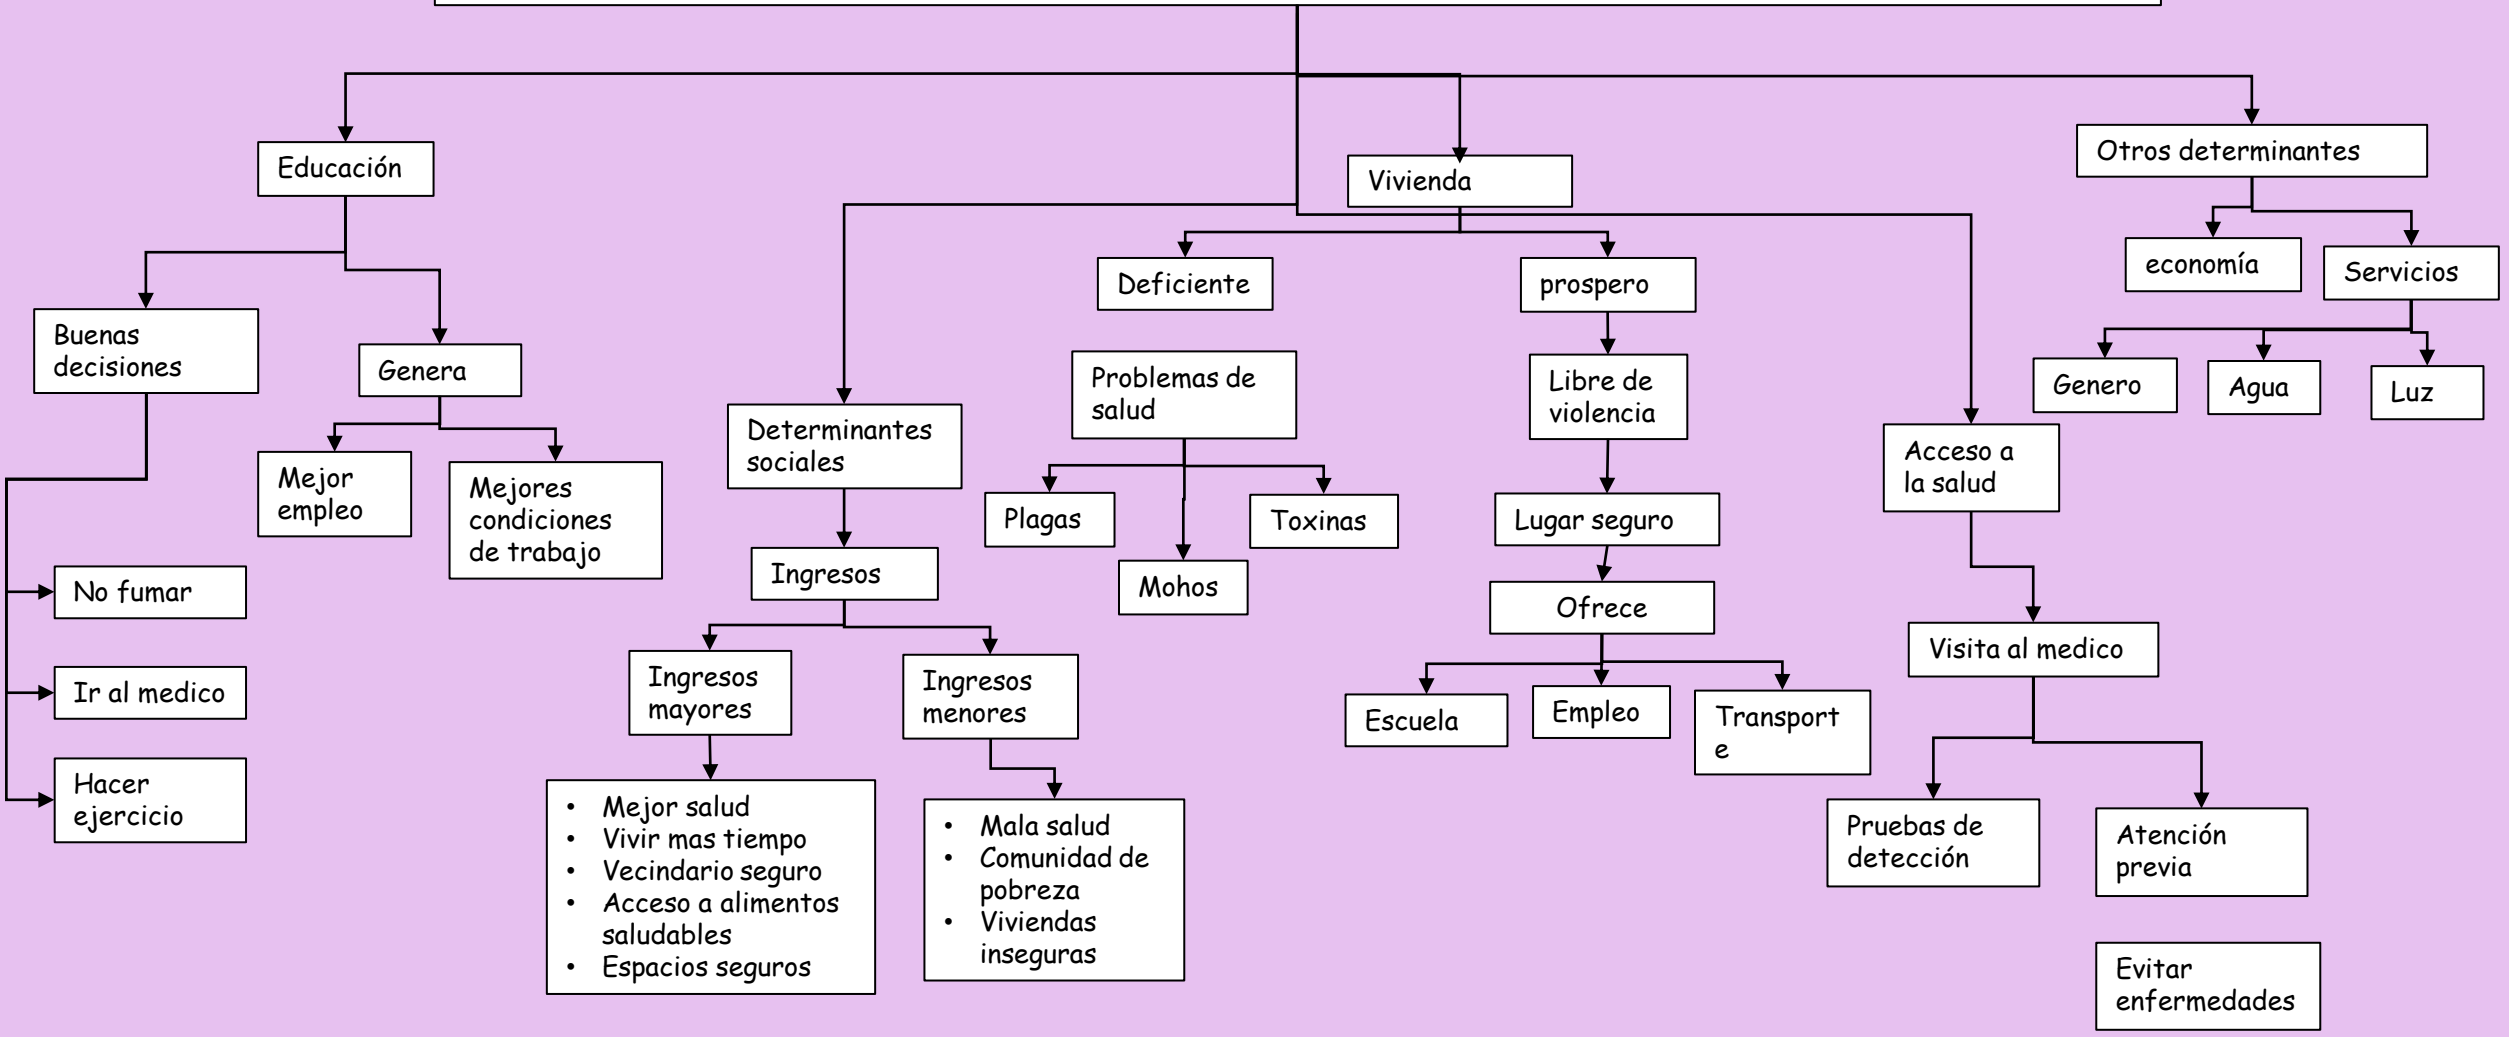 Educación
Buenas
decisiones
No fumar
Ir al medico
Hacer
ejercicio
Genera
Mejor
empleo
Mejores
condiciones
de trabajo
Determinantes
sociales
Ingresos
Ingresos
mayores
• Mejor salud
• Vivir mas tiempo
• Vecindario seguro
• Acceso a alimentos
saludables
• Espacios seguros
Ingresos
menores
• Mala salud
• Comunidad de
pobreza
• Viviendas
inseguras
Vivienda
Deficiente
Problemas de
salud
Plagas
Mohos
Toxinas
prospero
Libre de
violencia
Lugar seguro
Ofrece
Escuela
Empleo
Transport
e
Acceso a
la salud
Visita al medico
Pruebas de
detección
Atención
previa
Evitar
enfermedades
Otros determinantes
economía
Servicios
Genero
Agua
Luz